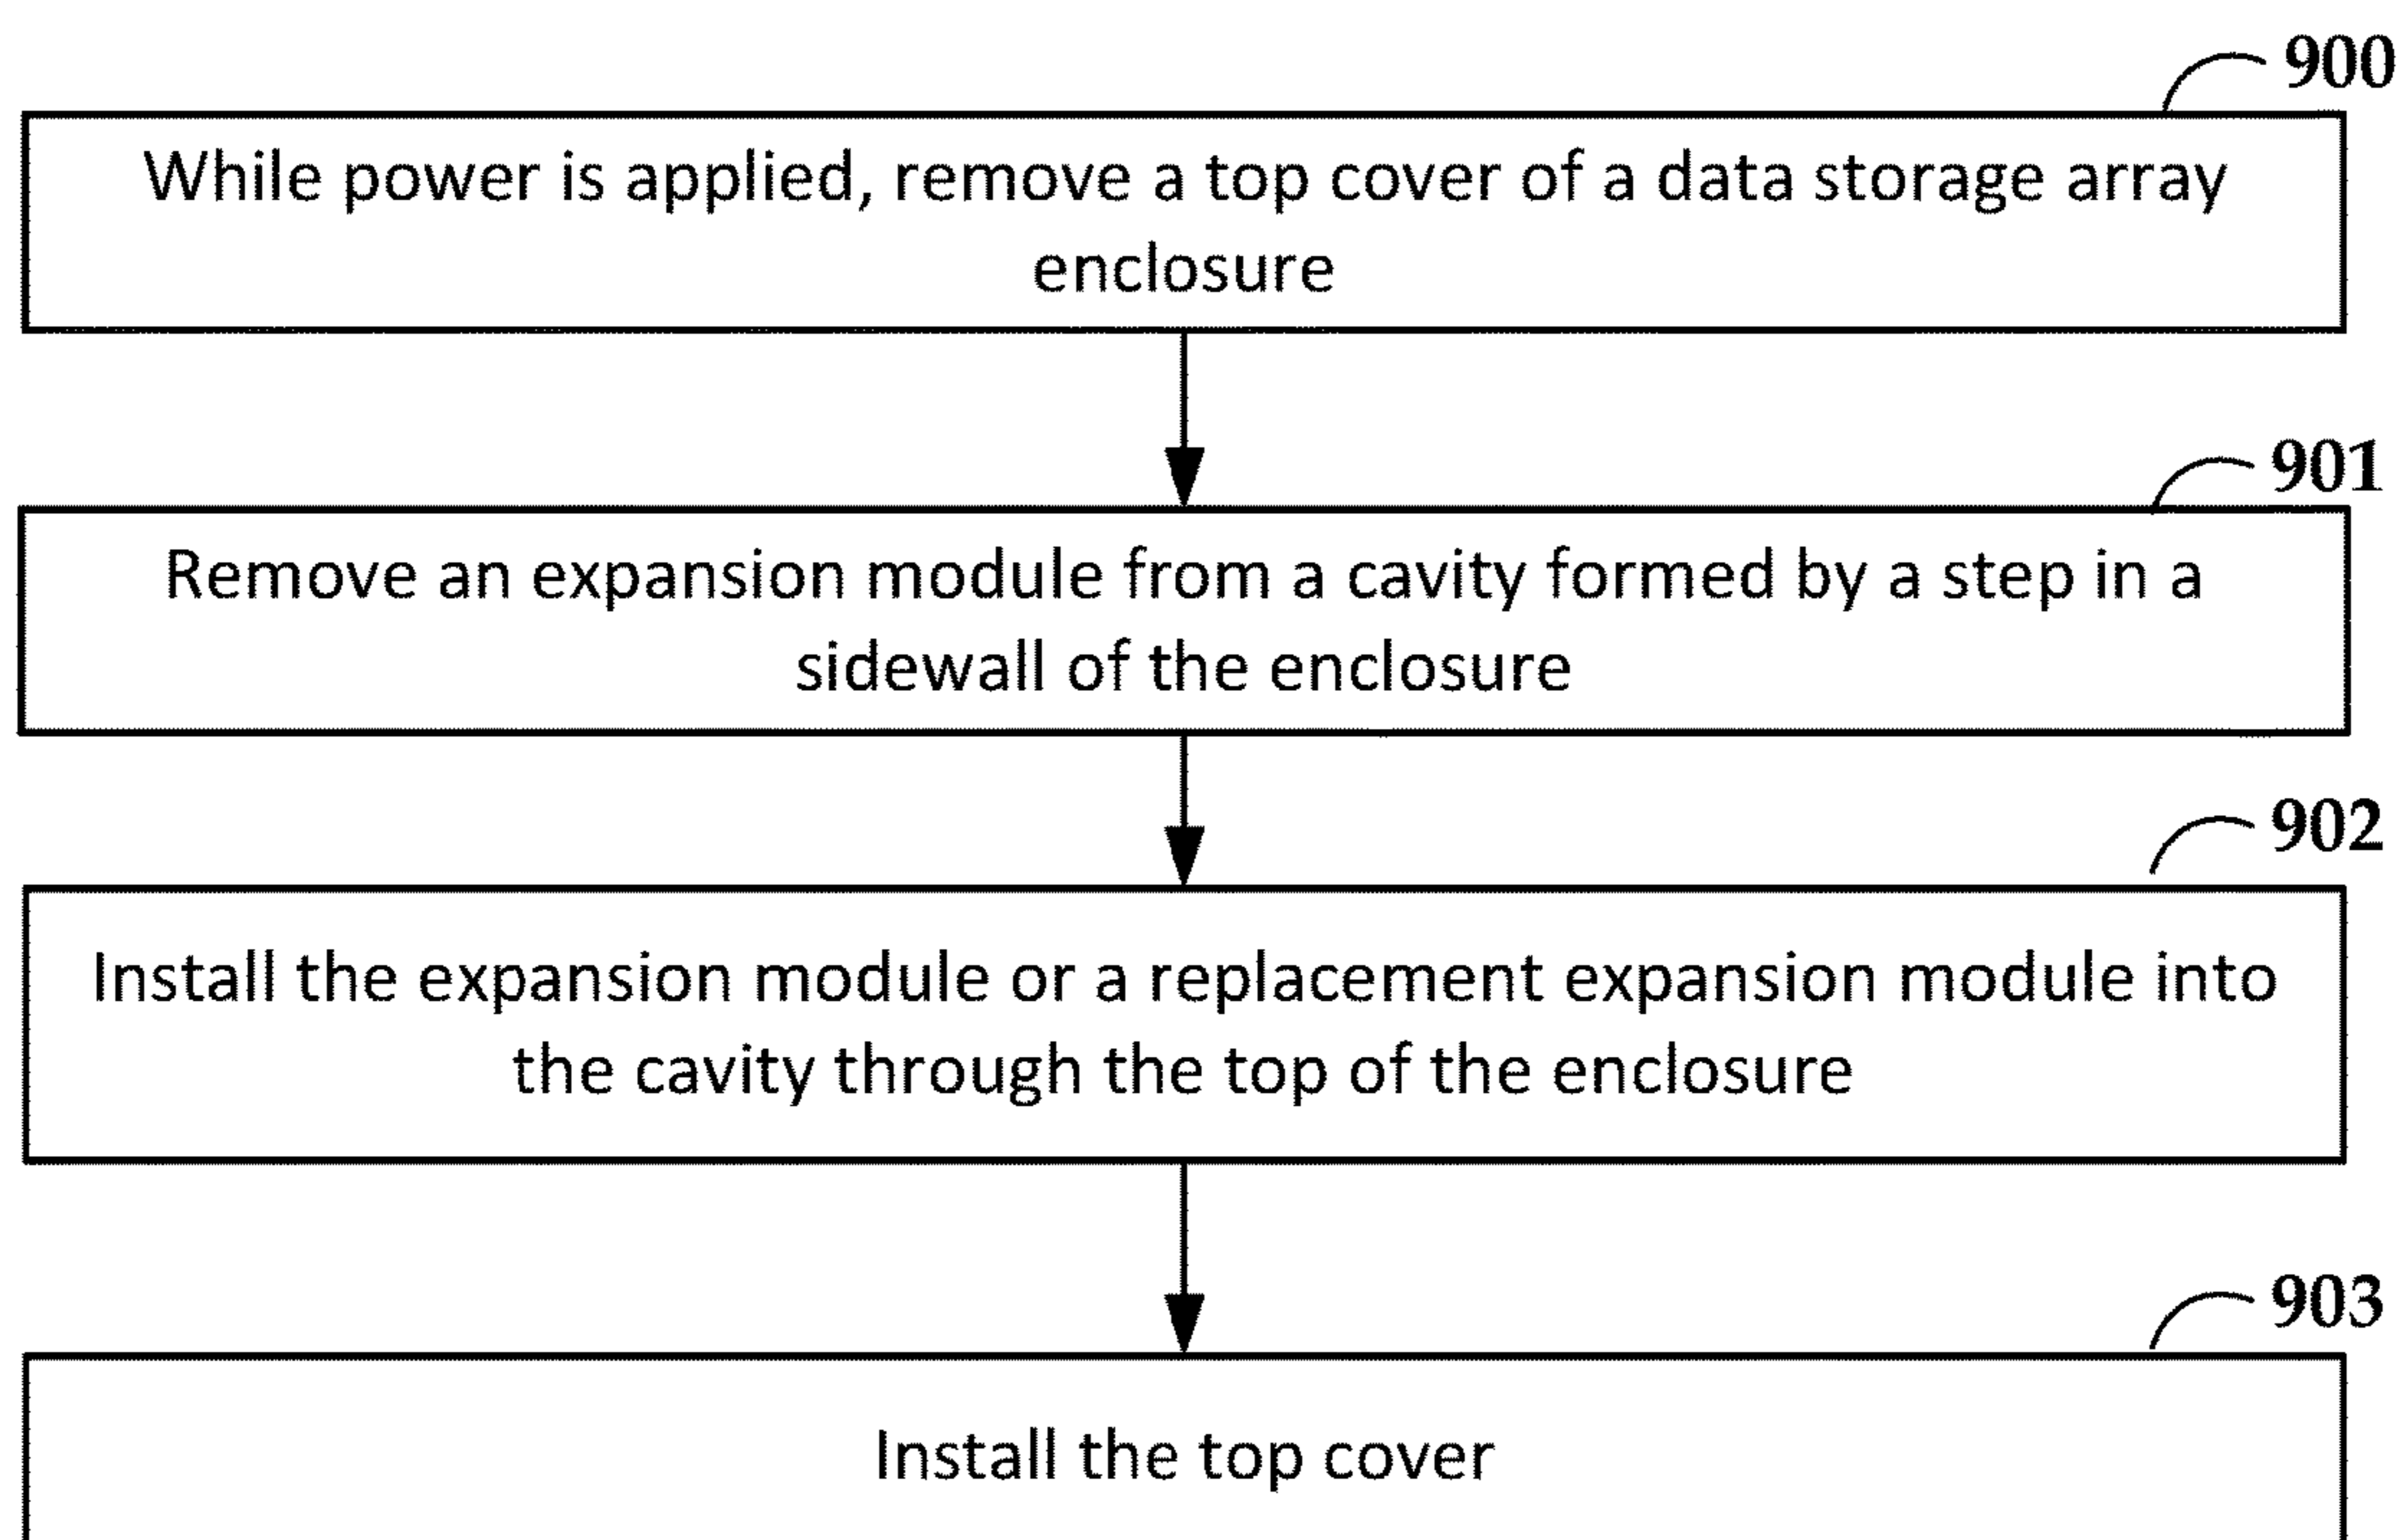 900
While power is applied, remove a top cover of a data storage array
enclosure
901
Remove an expansion module from a cavity formed by a step in a
sidewall of the enclosure
902
Install the expansion module or a replacement expansion module into
the cavity through the top of the enclosure
903
Install the top cover